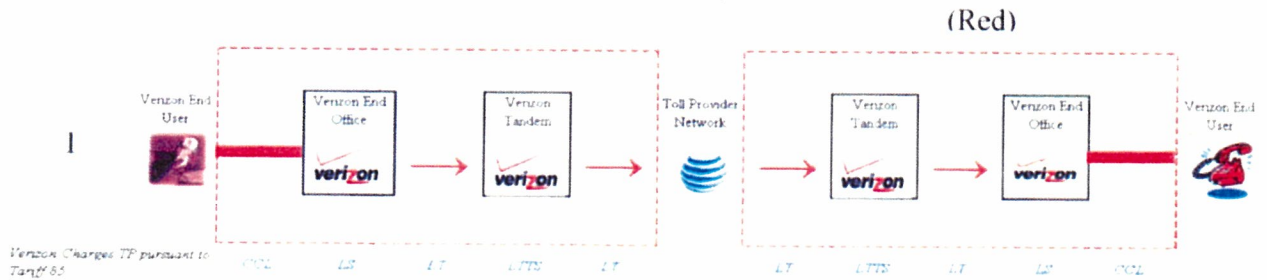 (Red)
Verizon End
User
Verizon End
Office
Verizon
Tandem
Toll Provider
Network
Verizon
Tandem
Verizon End
Office
Verizon End
User
1
verizon
verizon
verizon
verizon
Verizon Charges TP pursuant to
Tariff 85
CCL LS LT LTTS LT LT LTTS LT LS CCL